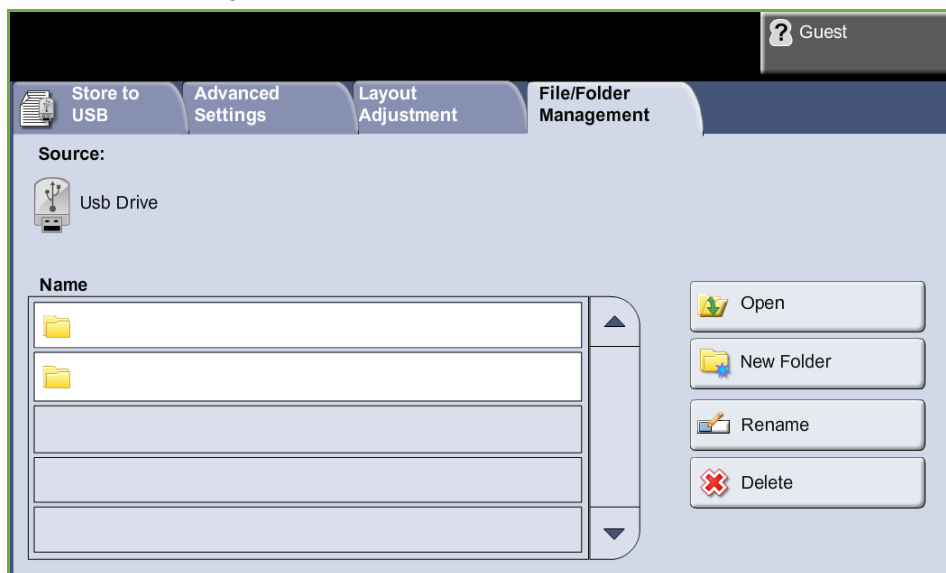 Guest
Store to
USB
Advanced
Settings
Layout
Adjustment
File/Folder
Management
Source:
Usb Drive
Name
Open
New Folder
Rename
Delete